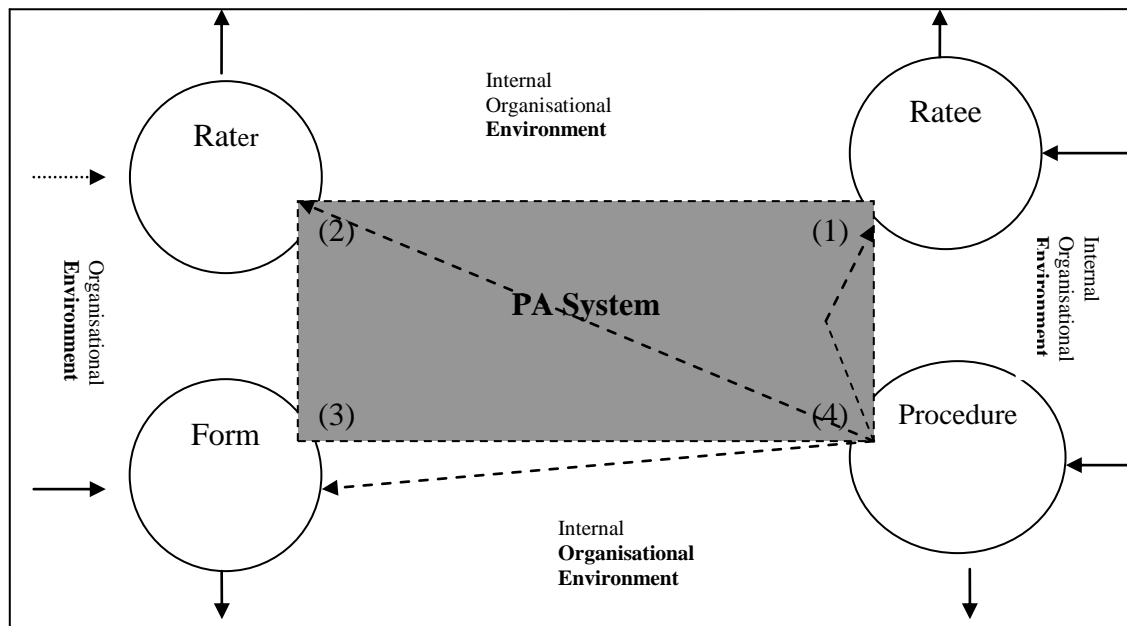 Internal
Organisational
Environment
Rater
Ratee
(2)
(1)
PA System
Organisational
Environment
Internal
Organisational
Environment
(3)
(4)
Form
Procedure
Internal
Organisational
Environment